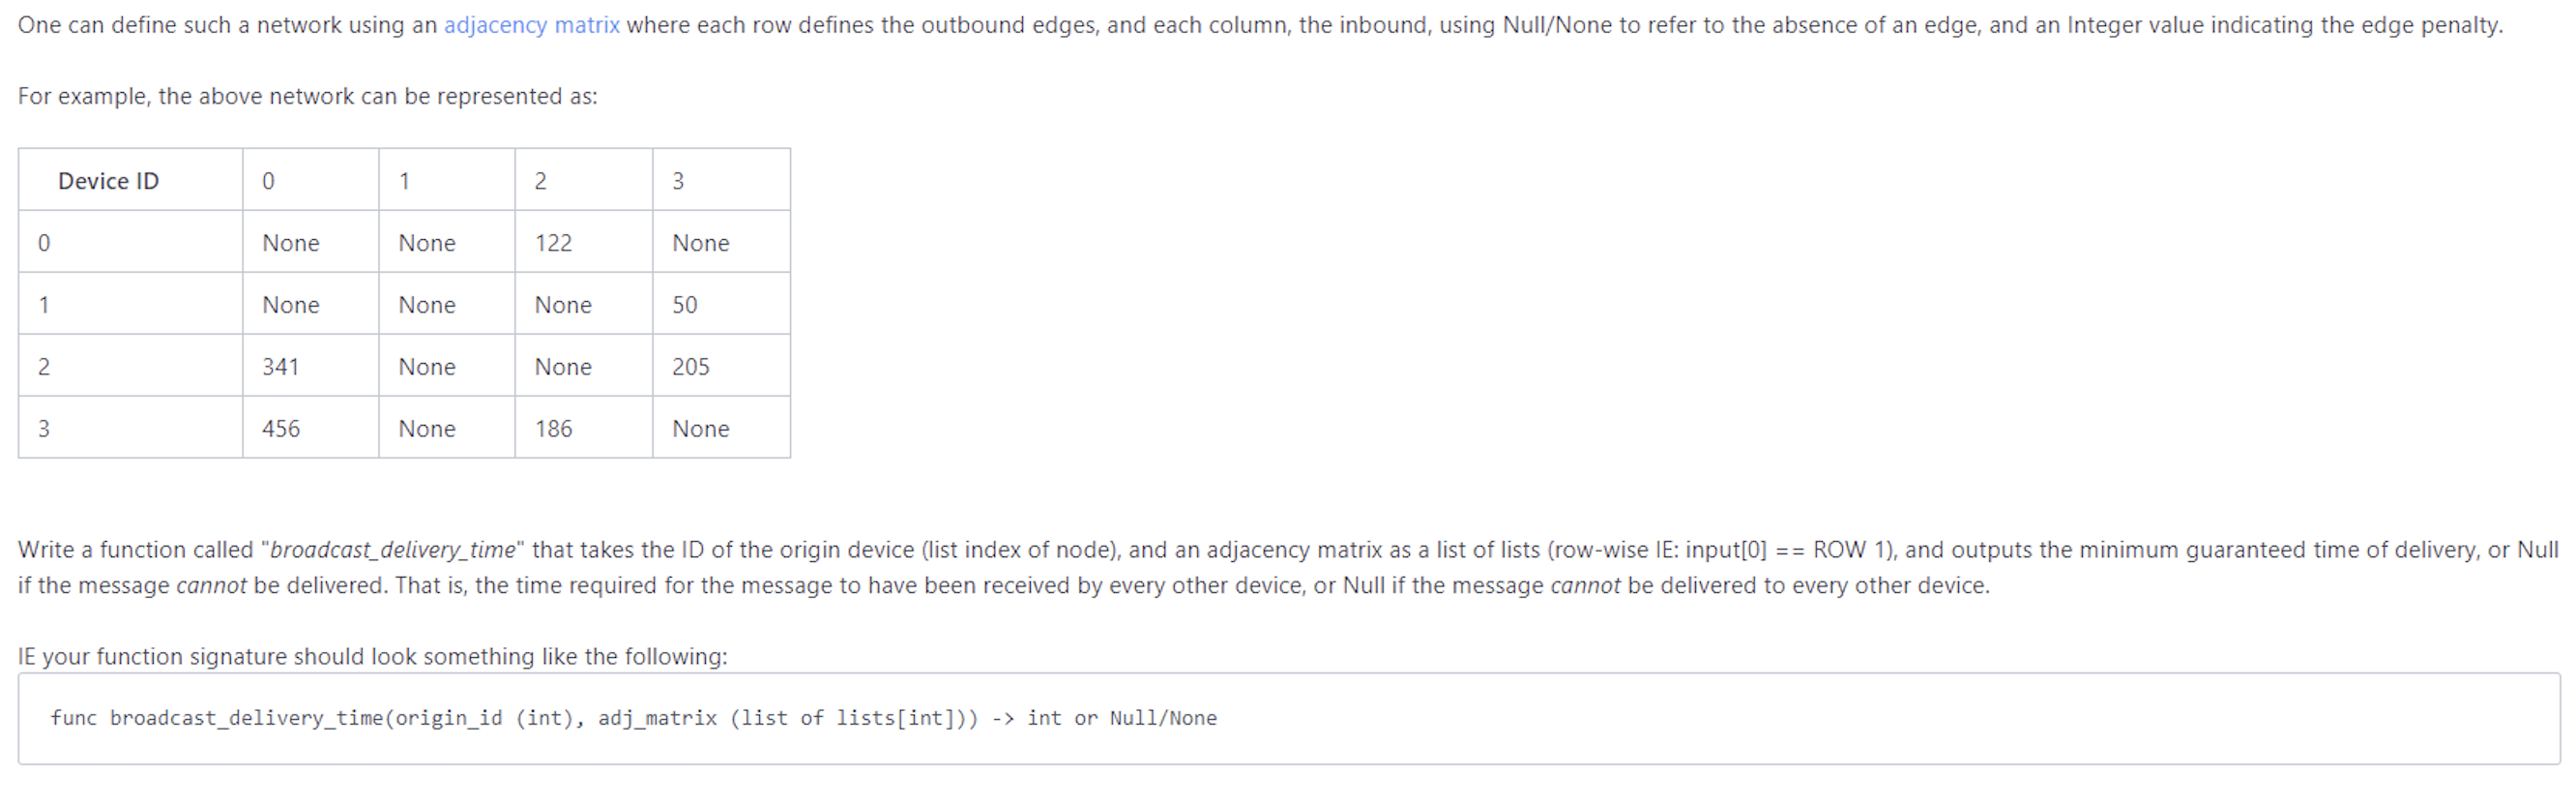 One can define such a network using an adjacency matrix where each row defines the outbound edges, and each column, the inbound, using Null/None to refer to the absence of an edge, and an Integer value indicating the edge penalty.
For example, the above network can be represented as:
Device ID 0 1 2 3
0 None None 122 None
1 None None None 50
2 341 None None 205
3 456 None 186 None
Write a function called "broadcast_delivery_time" that takes the ID of the origin device (list index of node), and an adjacency matrix as a list of lists (row-wise IE: input[0] == ROW 1), and outputs the minimum guaranteed time of delivery, or Null
if the message cannot be delivered. That is, the time required for the message to have been received by every other device, or Null if the message cannot be delivered to every other device.
IE your function signature should look something like the following:
func broadcast_delivery_time(origin_id (int), adj_matrix (list of lists[int])) -> int or Null/None